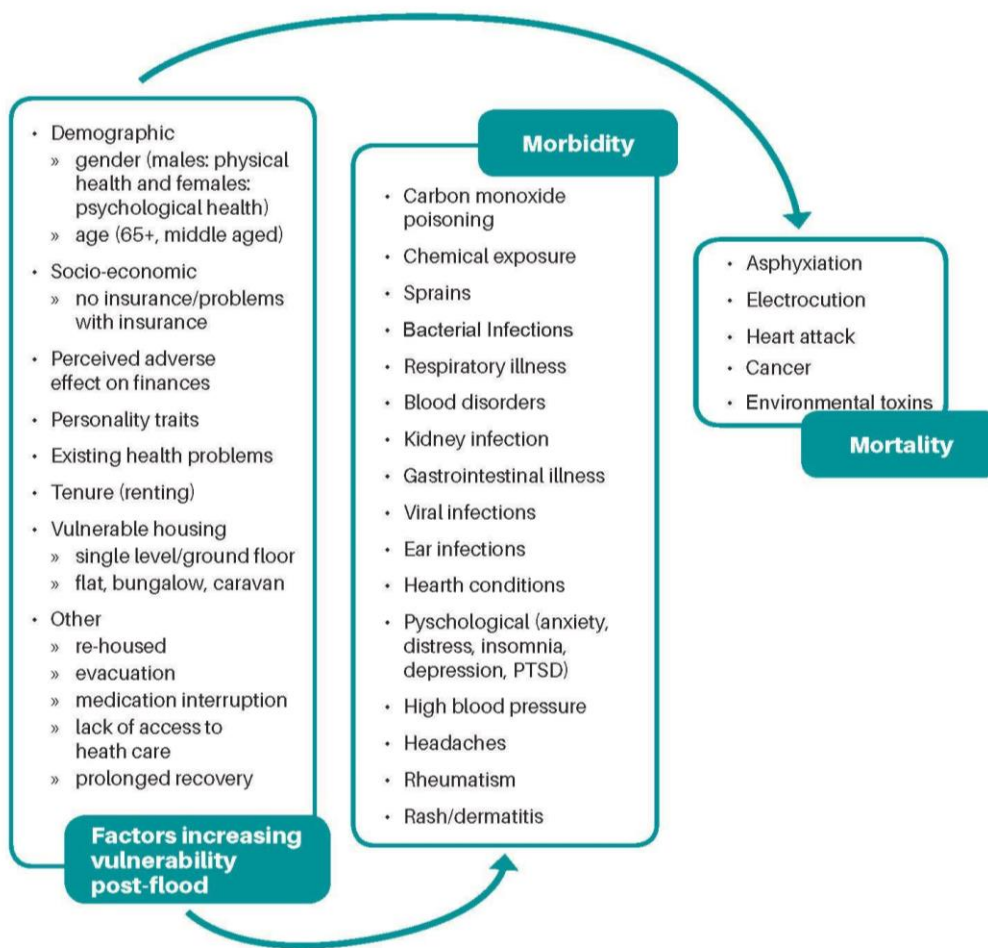 • Demographic
» gender (males: physical
health and females:
psychological health)
» age (65+, middle aged)
• Socio-economic
» no insurance/problems
with insurance
• Perceived adverse
effect on finances
• Personality traits
• Existing health problems
• Tenure (renting)
• Vulnerable housing
» single level/ground floor
» flat, bungalow, caravan
• Other
» re-housed
» evacuation
» medication interruption
» lack of access to
heath care
» prolonged recovery
Factors increasing
vulnerability
post-flood
Morbidity
• Carbon monoxide
poisoning
• Chemical exposure
• Sprains
• Bacterial Infections
• Respiratory illness
• Blood disorders
• Kidney infection
• Gastrointestinal illness
• Viral infections
• Ear infections
• Hearth conditions
• Pyschological (anxiety,
distress, insomnia,
depression, PTSD)
• High blood pressure
• Headaches
• Rheumatism
• Rash/dermatitis
• Asphyxiation
• Electrocution
• Heart attack
• Cancer
• Environmental toxins
Mortality